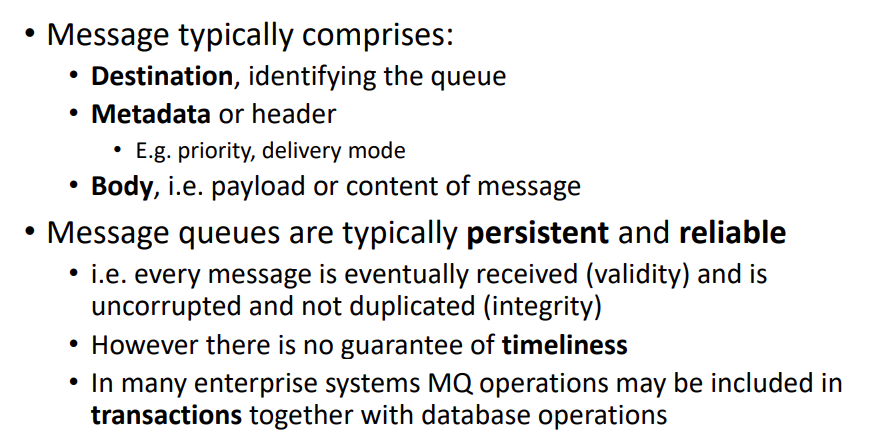 • Message typically comprises:
• Destination, identifying the queue
• Metadata or header
• E.g. priority, delivery mode
• Body, i.e. payload or content of message
• Message queues are typically persistent and reliable
• i.e. every message is eventually received (validity) and is
uncorrupted and not duplicated (integrity)
• However there is no guarantee of timeliness
• In many enterprise systems MQ operations may be included in
transactions together with database operations